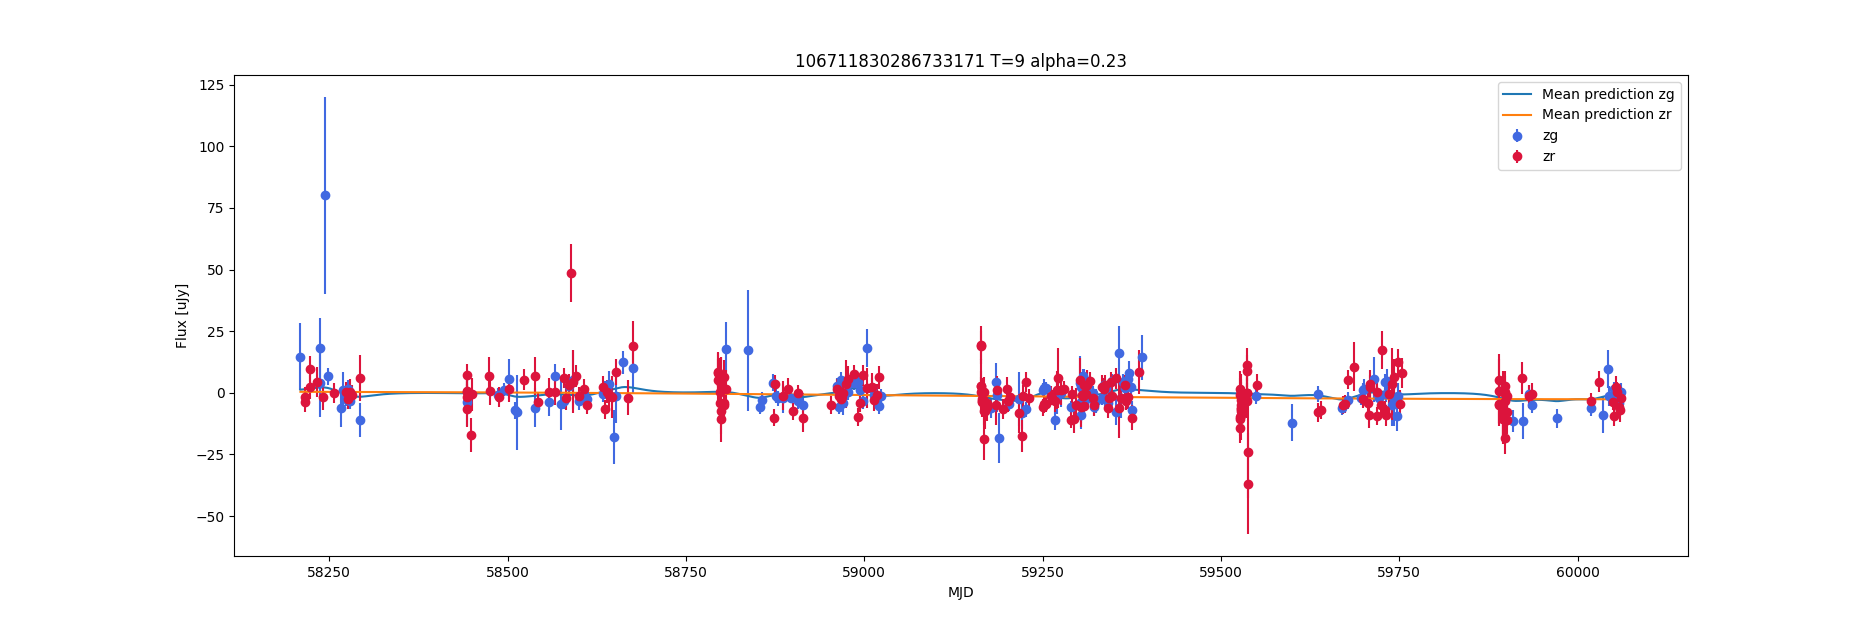 106711830286733171 T=9 alpha=0.23
125
100
75
50
25
0
−25
−50
Flux [uJy]
Mean prediction zg
Mean prediction zr
zg
zr
58250
58500
58750
59000
59250
59500
59750
60000
MJD